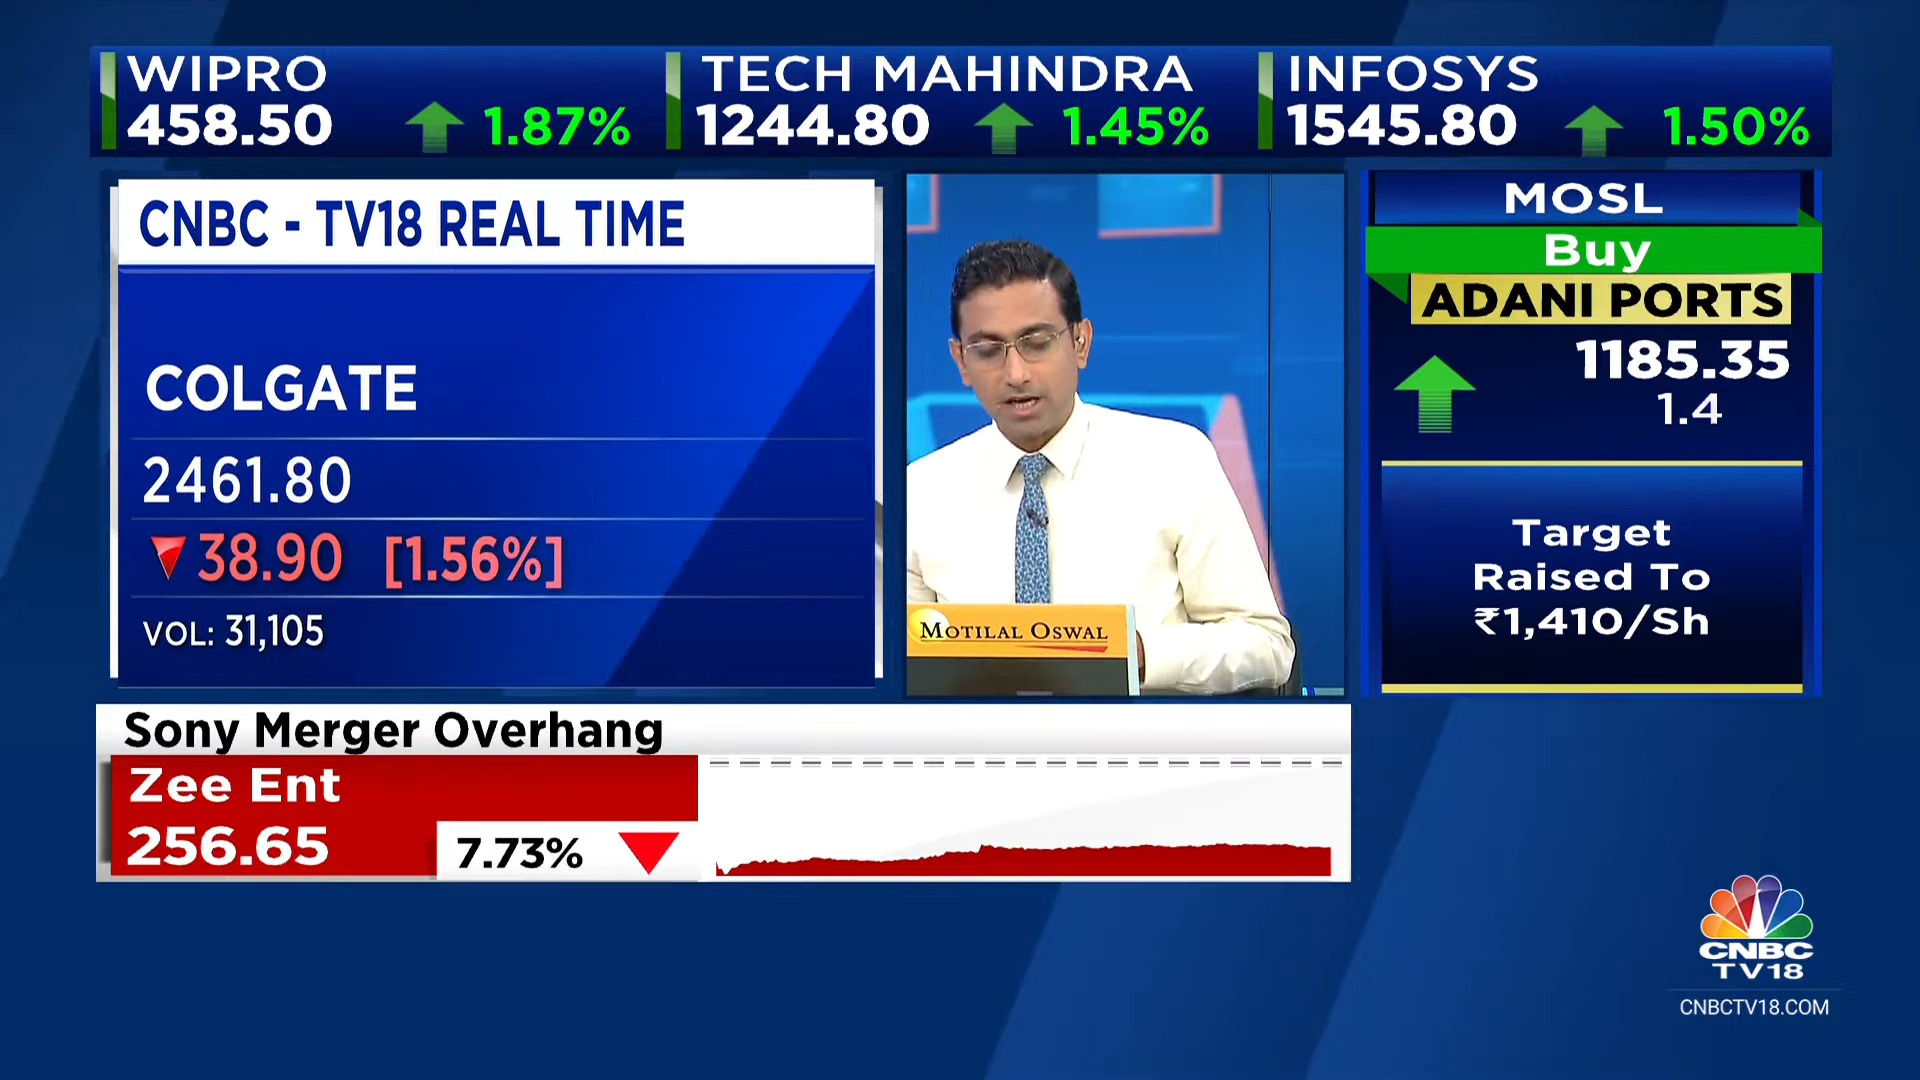 WIPRO
458.50 1.87%
TECH MAHINDRA
1244.80 1.45%
INFOSYS
1545.80 1.50%
CNBC - TV18 REAL TIME
COLGATE
2461.80
38.90 [1.56%]
VOL: 31,105
MOTILAL OSWAL
MOSL
Buy
ADANI PORTS
1185.35
1.4
Target
Raised To
₹1,410/Sh
Sony Merger Overhang
Zee Ent
256.65 7.73%
CNBC
TV18
CNBCTV18.COM